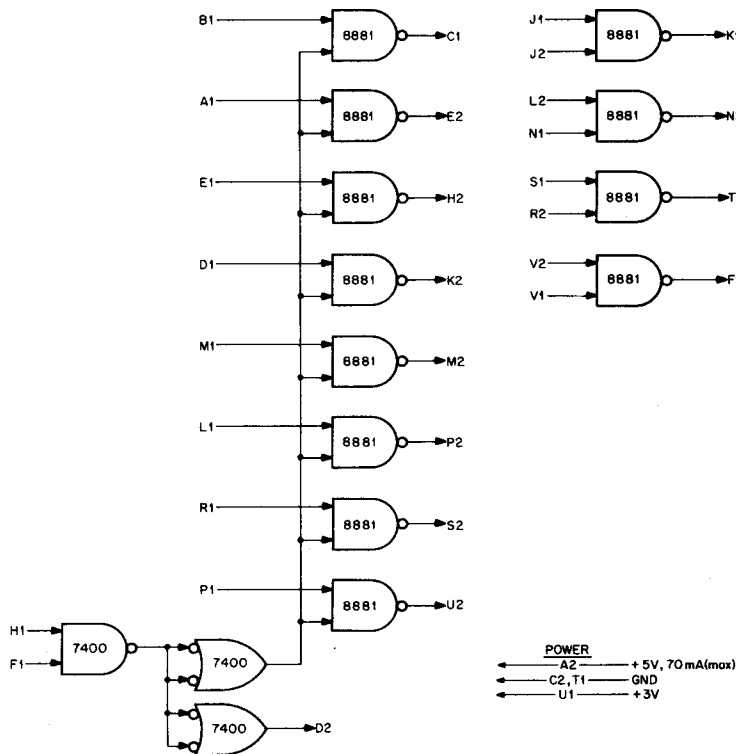 B1 8881 C1
A1 8881 E2
E1 8881 H2
D1 8881 K2
M1 8881 M2
L1 8881 P2
R1 8881 S2
P1 8881 U2
H1
F1
7400
7400
7400 D2
J1
J2
8881
L2
N1
8881
S1
R2
8881
V2
V1
8881
POWER
A2 +5V, 70 mA(max)
C2, T1 GND
U1 +3V